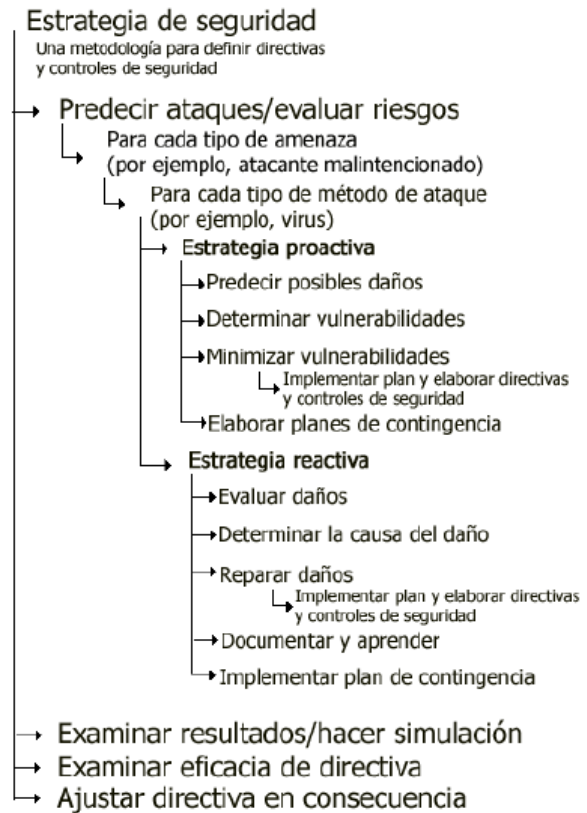 Estrategia de seguridad
Una metodología para definir directivas
y controles de seguridad
Predecir ataques/evaluar riesgos
Para cada tipo de amenaza
(por ejemplo, atacante malintencionado)
Para cada tipo de método de ataque
(por ejemplo, virus)
Estrategia proactiva
Predecir posibles daños
Determinar vulnerabilidades
Minimizar vulnerabilidades
Implementar plan y elaborar directivas
y controles de seguridad
Elaborar planes de contingencia
Estrategia reactiva
Evaluar daños
Determinar la causa del daño
Reparar daños
Implementar plan y elaborar directivas
y controles de seguridad
Documentar y aprender
Implementar plan de contingencia
Examinar resultados/hacer simulación
Examinar eficacia de directiva
Ajustar directiva en consecuencia